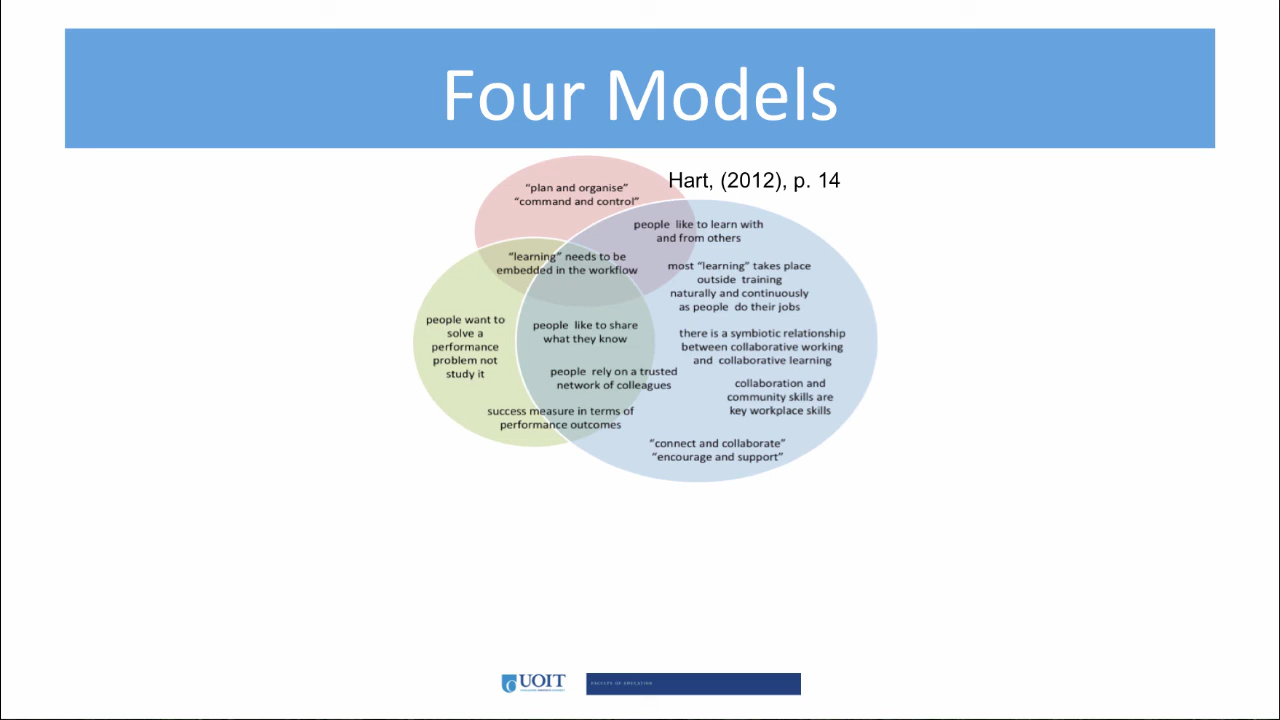 Four Models
Hart, (2012), p. 14
“plan and organise”
“command and control”
people like to learn with
and from others
“learning” needs to be
embedded in the workflow
most “learning” takes place
outside training
naturally and continuously
as people do their jobs
people want to
solve a
performance
problem not
study it
people like to share
what they know
there is a symbiotic relationship
between collaborative working
and collaborative learning
people rely on a trusted
network of colleagues
collaboration and
community skills are
key workplace skills
success measure in terms of
performance outcomes
“connect and collaborate”
“encourage and support”
UOIT
FACULTY OF EDUCATION